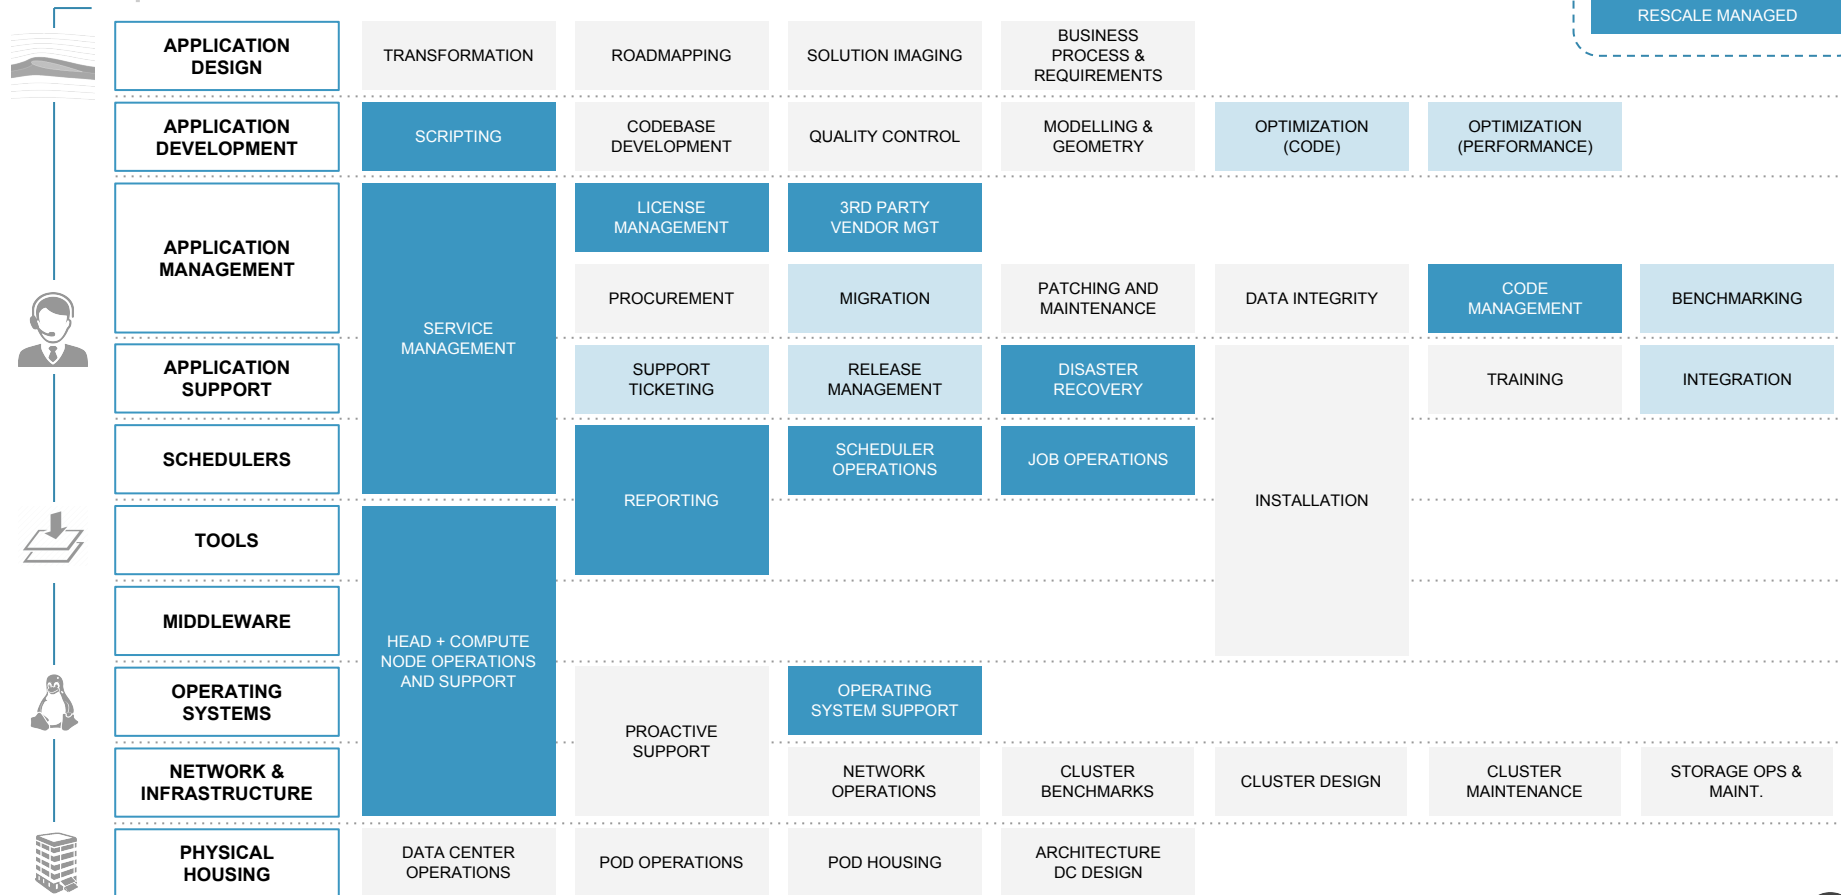 RESCALE MANAGED
APPLICATION
DESIGN
TRANSFORMATION
ROADMAPPING
SOLUTION IMAGING
BUSINESS
PROCESS &
REQUIREMENTS
APPLICATION
DEVELOPMENT
SCRIPTING
CODEBASE
DEVELOPMENT
QUALITY CONTROL
MODELLING &
GEOMETRY
OPTIMIZATION
(CODE)
OPTIMIZATION
(PERFORMANCE)
APPLICATION
MANAGEMENT
SERVICE
MANAGEMENT
LICENSE
MANAGEMENT
3RD PARTY
VENDOR MGT
PROCUREMENT
MIGRATION
PATCHING AND
MAINTENANCE
DATA INTEGRITY
CODE
MANAGEMENT
BENCHMARKING
APPLICATION
SUPPORT
SUPPORT
TICKETING
RELEASE
MANAGEMENT
DISASTER
RECOVERY
INSTALLATION
TRAINING
INTEGRATION
SCHEDULERS
REPORTING
SCHEDULER
OPERATIONS
JOB OPERATIONS
TOOLS
HEAD + COMPUTE
NODE OPERATIONS
AND SUPPORT
MIDDLEWARE
OPERATING
SYSTEMS
PROACTIVE
SUPPORT
OPERATING
SYSTEM SUPPORT
NETWORK &
INFRASTRUCTURE
NETWORK
OPERATIONS
CLUSTER
BENCHMARKS
CLUSTER DESIGN
CLUSTER
MAINTENANCE
STORAGE OPS &
MAINT.
PHYSICAL
HOUSING
DATA CENTER
OPERATIONS
POD OPERATIONS
POD HOUSING
ARCHITECTURE
DC DESIGN